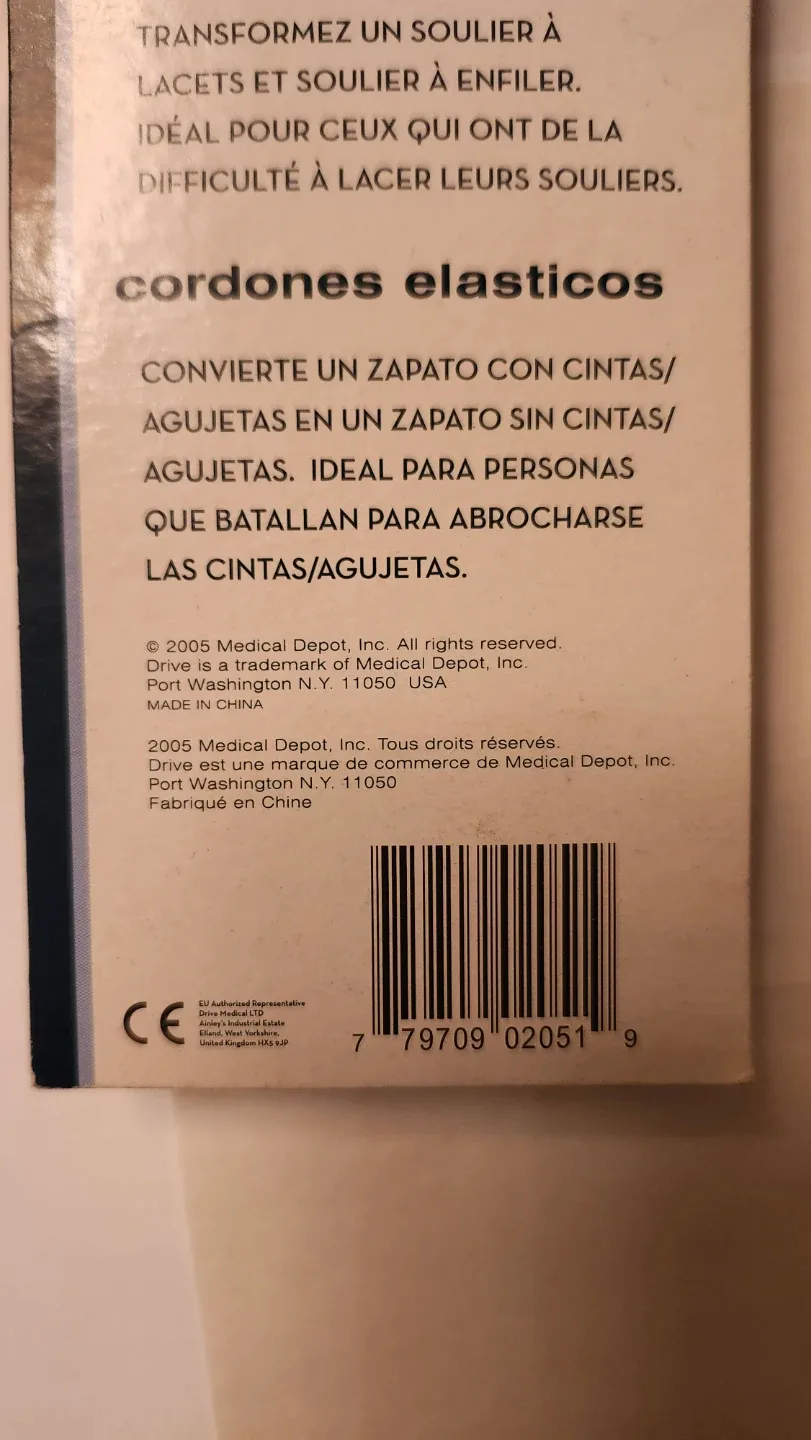 TRANSFORMEZ UN SOULIER À
LACETS ET SOULIER À ENFILER.
IDÉAL POUR CEUX QUI ONT DE LA
DIFFICULTÉ À LACER LEURS SOULIERS.
cordones elasticos
CONVIERTE UN ZAPATO CON CINTAS/
AGUJETAS EN UN ZAPATO SIN CINTAS/
AGUJETAS. IDEAL PARA PERSONAS
QUE BATALLAN PARA ABROCHARSE
LAS CINTAS/AGUJETAS.
© 2005 Medical Depot, Inc. All rights reserved.
Drive is a trademark of Medical Depot, Inc.
Port Washington N.Y. 11050 USA
MADE IN CHINA
2005 Medical Depot, Inc. Tous droits réservés.
Drive est une marque de commerce de Medical Depot, Inc.
Port Washington N.Y. 11050
Fabriqué en Chine
CE
EU Authorized Representative
Drive Medical LTD
Ainley's Industrial Estate
Elland, West Yorkshire,
United Kingdom HX5 9JP
7 79709 02051 9